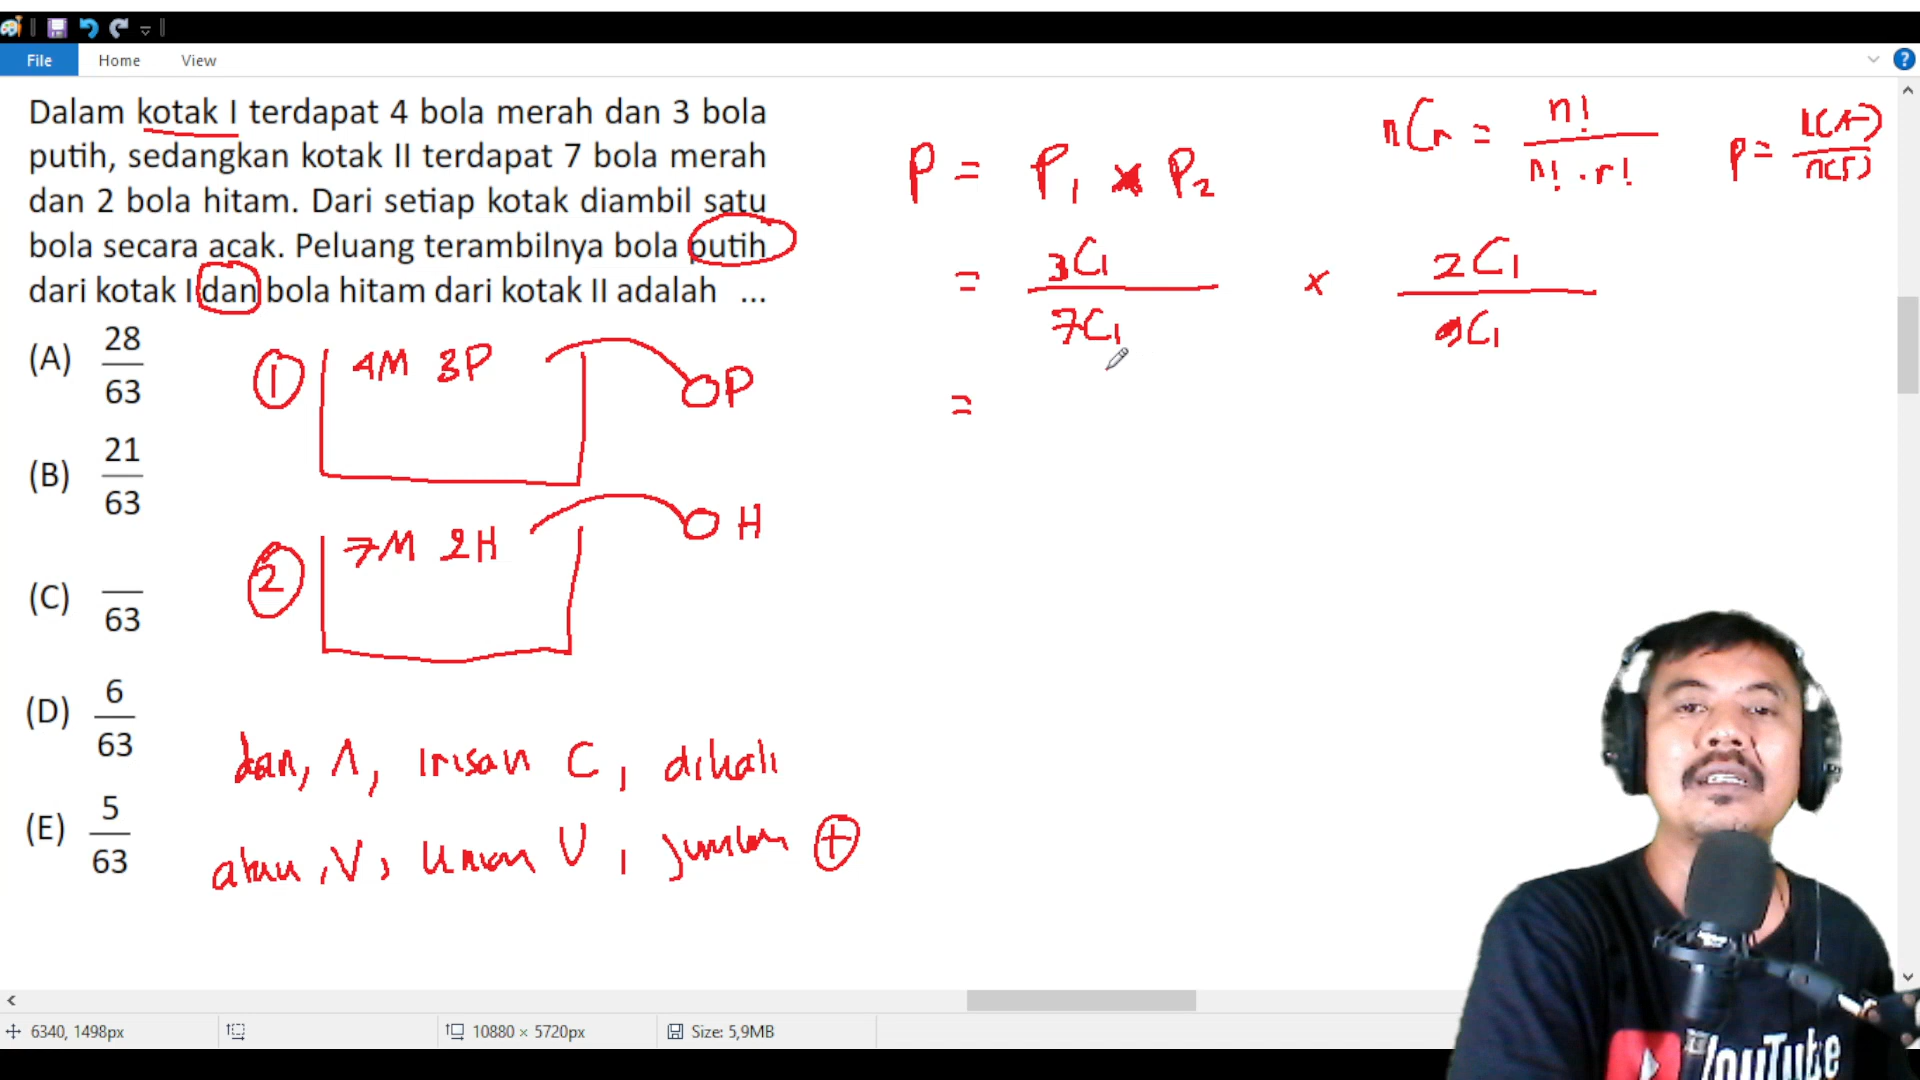 File Home View
Dalam kotak I terdapat 4 bola merah dan 3 bola
putih, sedangkan kotak II terdapat 7 bola merah
dan 2 bola hitam. Dari setiap kotak diambil satu
bola secara acak. Peluang terambilnya bola putih
dari kotak I dan bola hitam dari kotak II adalah ...
(A) 28
63
(B) 21
63
(C)
63
(D) 6
63
(E) 5
63
1 4M 3P P
2 7M 2H H
dan, Λ, irisan C, dikali
atau, V, union U, jumlah +
P = P1 × P2
= 3C1 × 2C1
7C1 9C1
=
nCr = n!
n! . r!
P =
n(S)
6340, 1498px
10880 × 5720px
Size: 5,9MB
YouTube